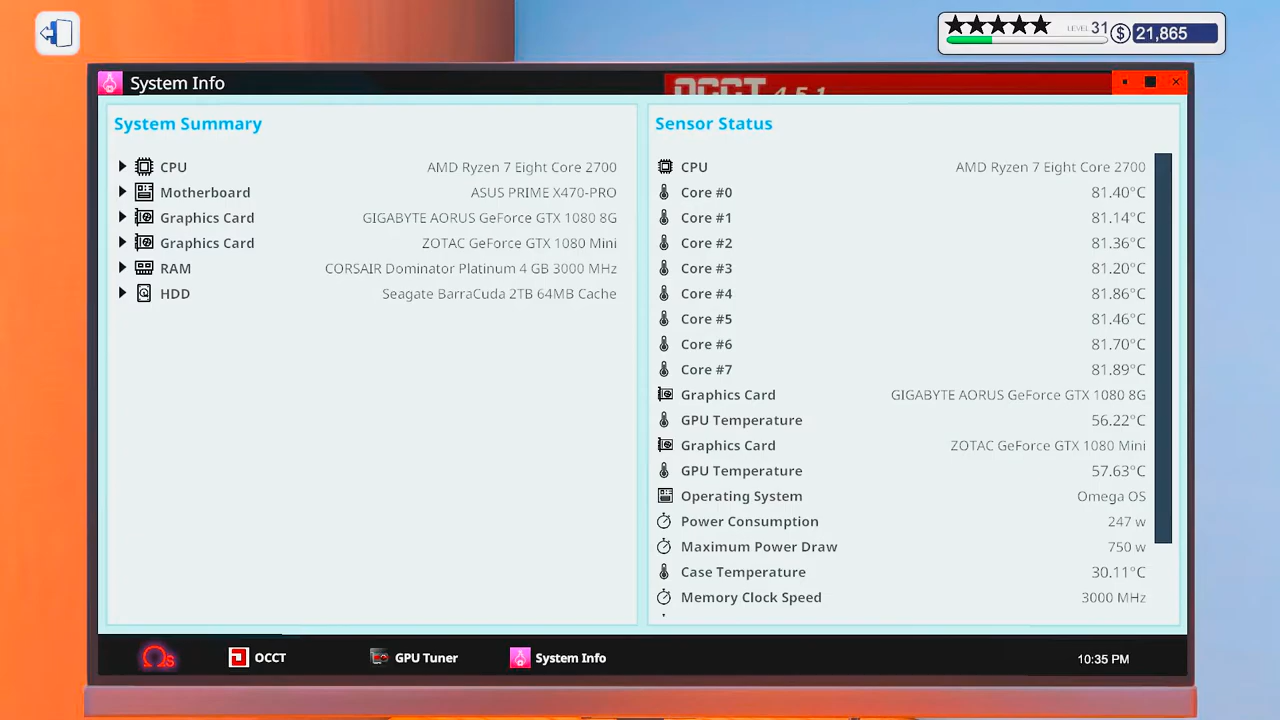 LEVEL 31 $ 21,865
System Info
OCCT 4.5.1
System Summary
CPU AMD Ryzen 7 Eight Core 2700
Motherboard ASUS PRIME X470-PRO
Graphics Card GIGABYTE AORUS GeForce GTX 1080 8G
Graphics Card ZOTAC GeForce GTX 1080 Mini
RAM CORSAIR Dominator Platinum 4 GB 3000 MHz
HDD Seagate BarraCuda 2TB 64MB Cache
Sensor Status
CPU AMD Ryzen 7 Eight Core 2700
Core #0 81.40°C
Core #1 81.14°C
Core #2 81.36°C
Core #3 81.20°C
Core #4 81.86°C
Core #5 81.46°C
Core #6 81.70°C
Core #7 81.89°C
Graphics Card GIGABYTE AORUS GeForce GTX 1080 8G
GPU Temperature 56.22°C
Graphics Card ZOTAC GeForce GTX 1080 Mini
GPU Temperature 57.63°C
Operating System Omega OS
Power Consumption 247 w
Maximum Power Draw 750 w
Case Temperature 30.11°C
Memory Clock Speed 3000 MHz
Ωs OCCT GPU Tuner System Info 10:35 PM